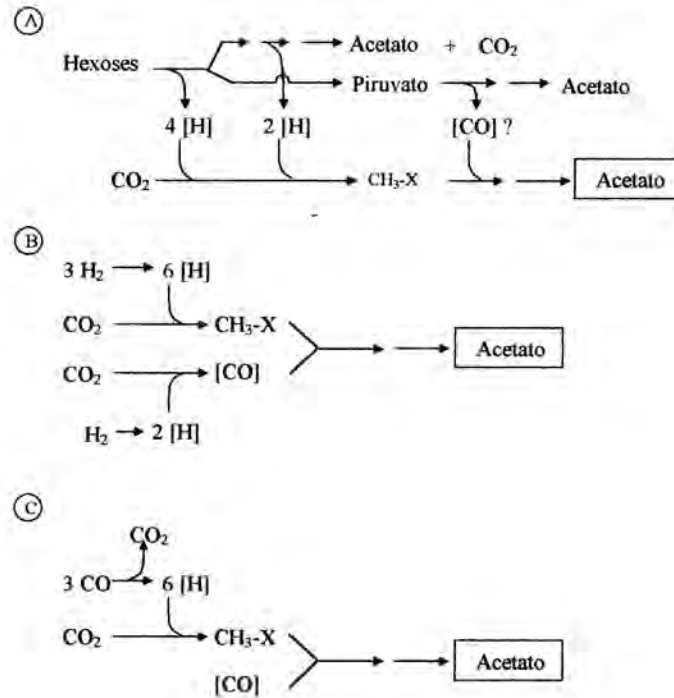 A
Hexoses
Acetato + CO₂
Piruvato
Acetato
4 [H]
2 [H]
[CO] ?
CO₂
CH₃-X
Acetato
B
3 H₂
6 [H]
CO₂
CH₃-X
CO₂
[CO]
Acetato
H₂
2 [H]
C
CO₂
3 CO
6 [H]
CO₂
CH₃-X
[CO]
Acetato